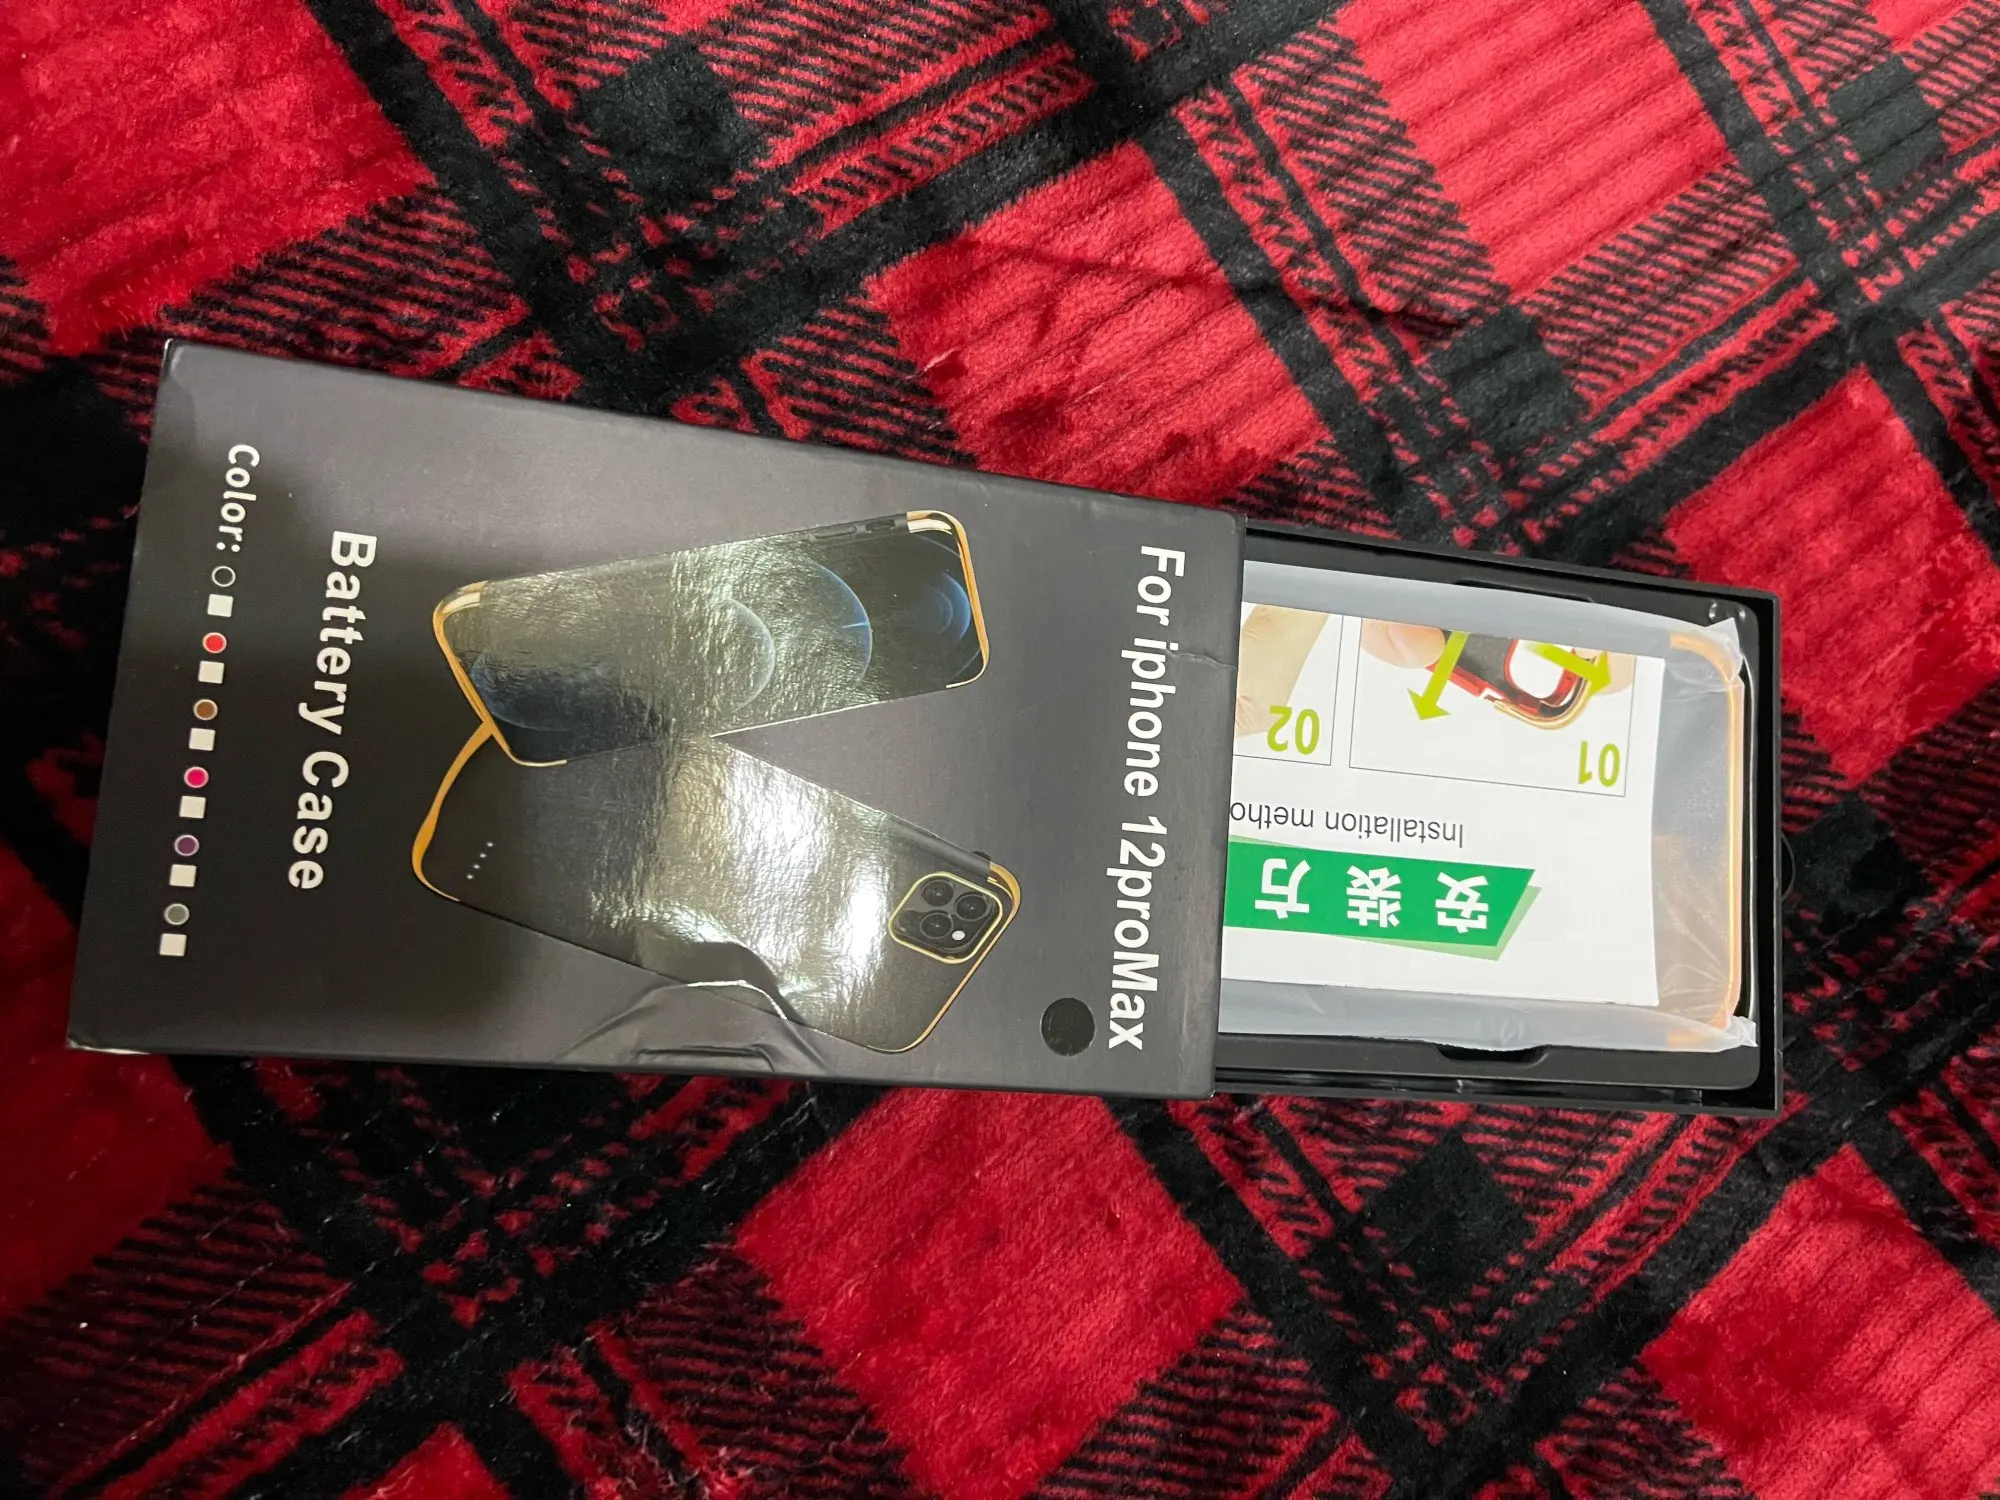 For iphone 12proMax
Battery Case
Color:
安装方
Installation metho
01
02